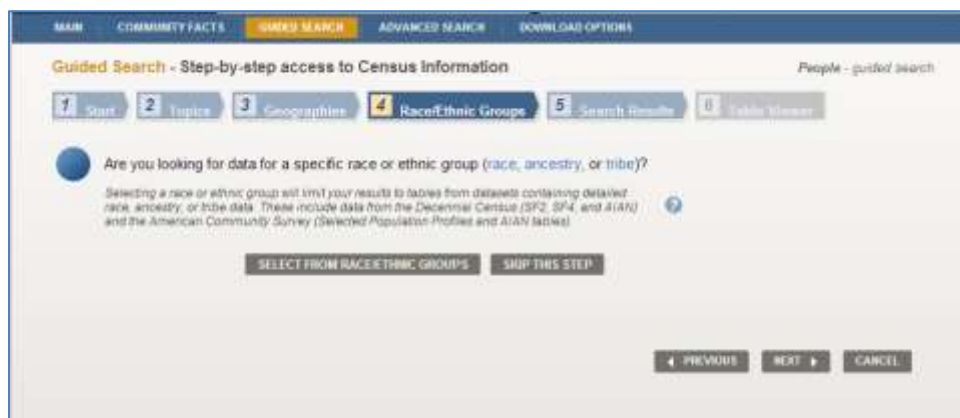 MAIN COMMUNITY FACTS GUIDED SEARCH ADVANCED SEARCH DOWNLOAD OPTIONS
Guided Search - Step-by-step access to Census Information People - guided search
1 Start 2 Topics 3 Geographies 4 Race/Ethnic Groups 5 Search Results 6 Table Viewer
Are you looking for data for a specific race or ethnic group (race, ancestry, or tribe)?
Selecting a race or ethnic group will limit your results to tables from datasets containing detailed
race, ancestry, or tribe data. These include data from the Decennial Census (SF2, SF4, and AIAN)
and the American Community Survey (Selected Population Profiles and AIAN tables)
SELECT FROM RACE/ETHNIC GROUPS SKIP THIS STEP
PREVIOUS NEXT CANCEL